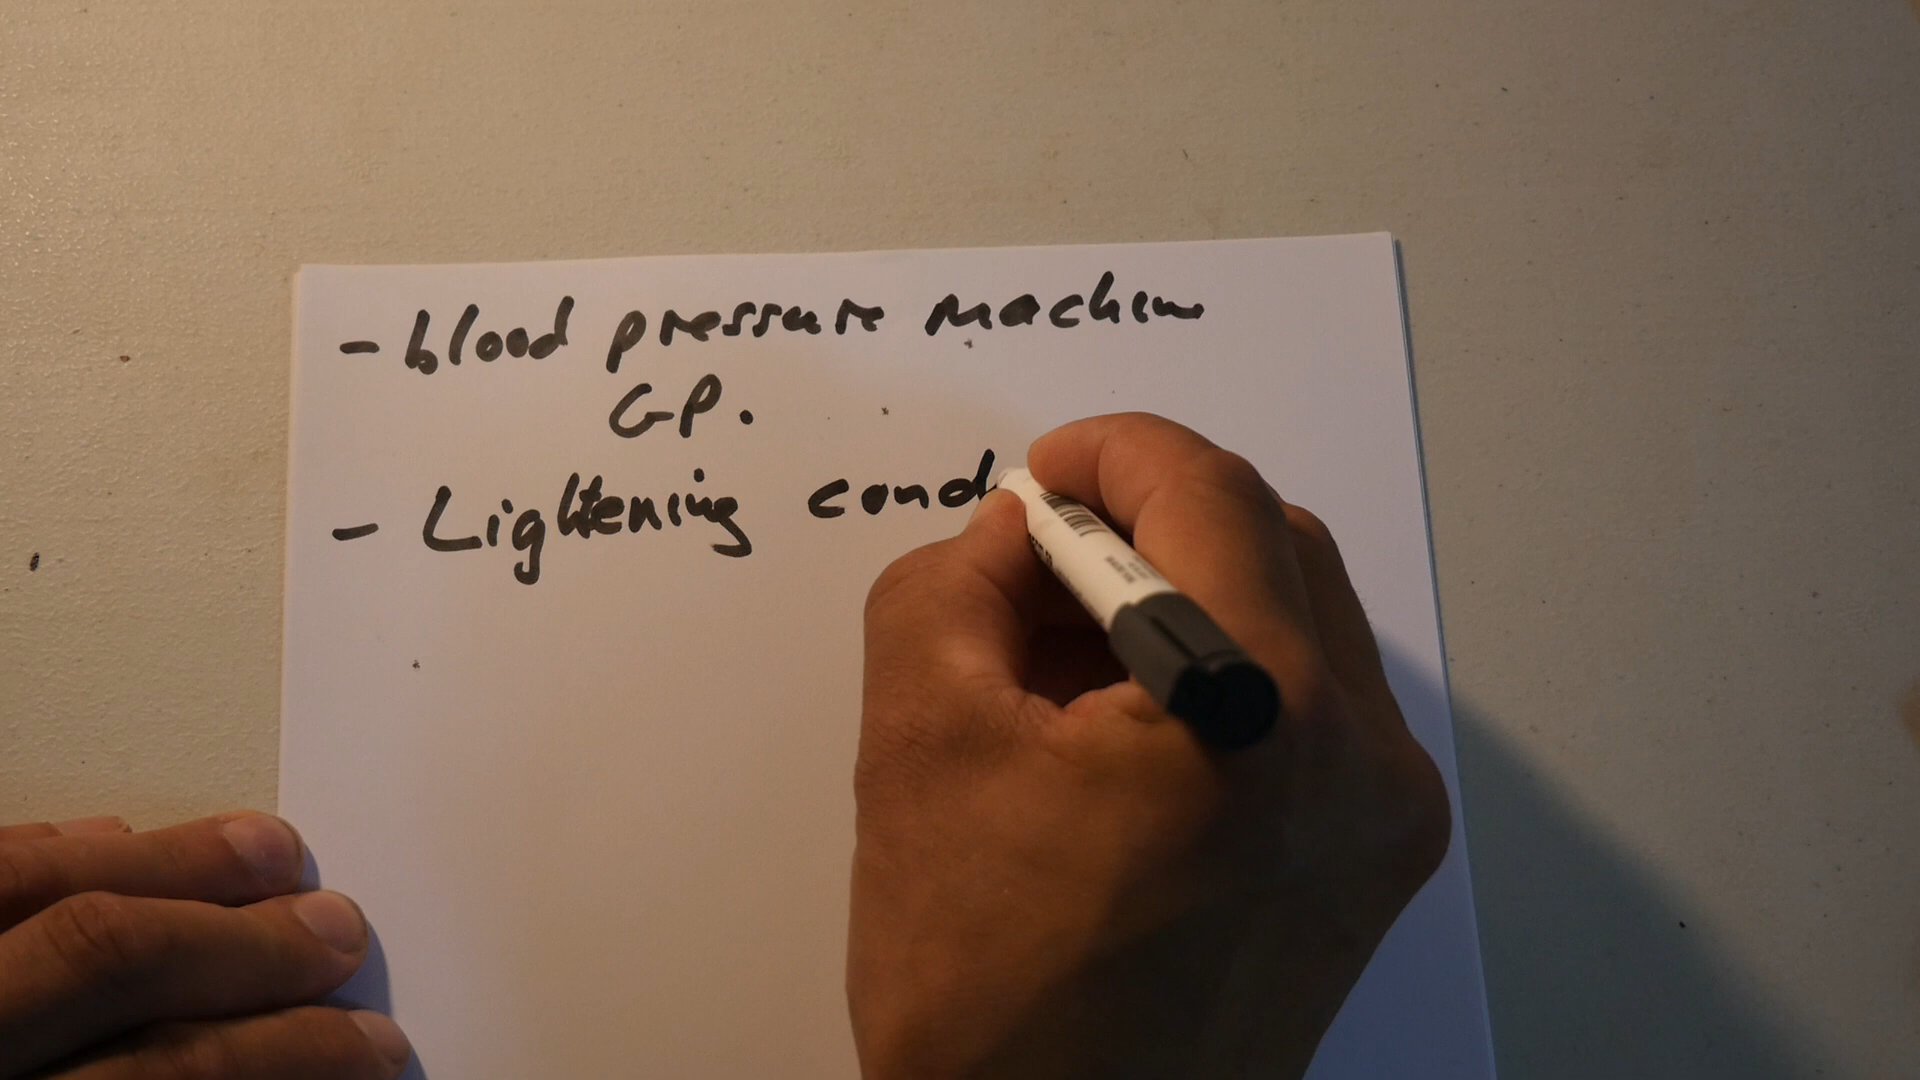 - blood pressure machine
GP.
- Lightening cond